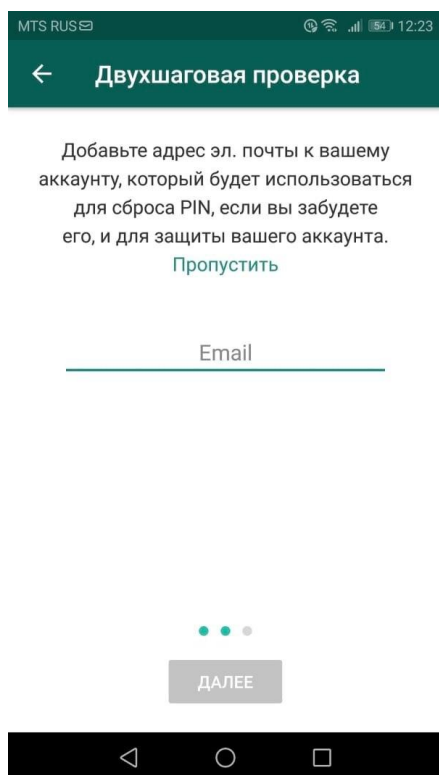 MTS RUS 54 12:23
Двухшаговая проверка
Добавьте адрес эл. почты к вашему
аккаунту, который будет использоваться
для сброса PIN, если вы забудете
его, и для защиты вашего аккаунта.
Пропустить
Email
ДАЛЕЕ